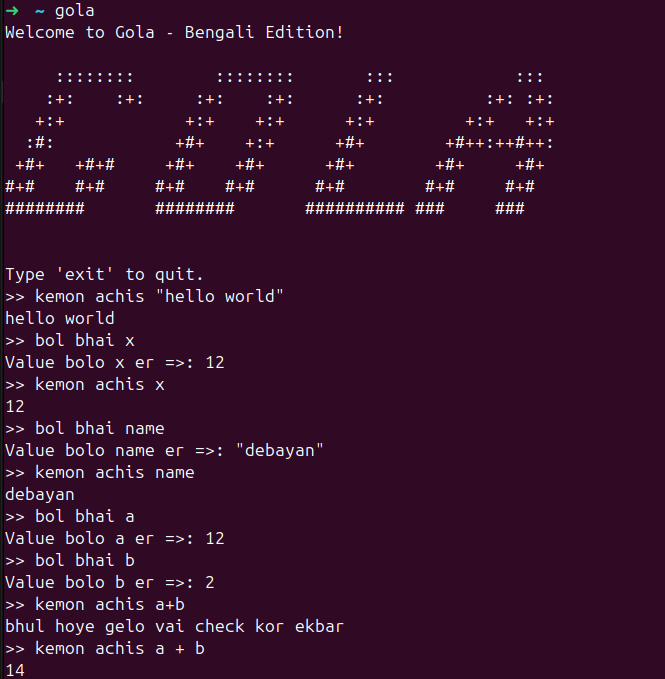 ➜  ~ gola
Welcome to Gola - Bengali Edition!
     ::::::::        ::::::::       :::            :::
    :+:    :+:     :+:    :+:      :+:          :+: :+:
   +:+            +:+    +:+      +:+         +:+   +:+
  :#:            +#+    +:+      +#+        +#++:++#++:
 +#+   +#+#     +#+    +#+      +#+        +#+     +#+
#+#    #+#     #+#    #+#      #+#        #+#     #+#
########       ########       ########## ###     ###
Type 'exit' to quit.
>> kemon achis "hello world"
hello world
>> bol bhai x
Value bolo x er =>: 12
>> kemon achis x
12
>> bol bhai name
Value bolo name er =>: "debayan"
>> kemon achis name
debayan
>> bol bhai a
Value bolo a er =>: 12
>> bol bhai b
Value bolo b er =>: 2
>> kemon achis a+b
bhul hoye gelo vai check kor ekbar
>> kemon achis a + b
14